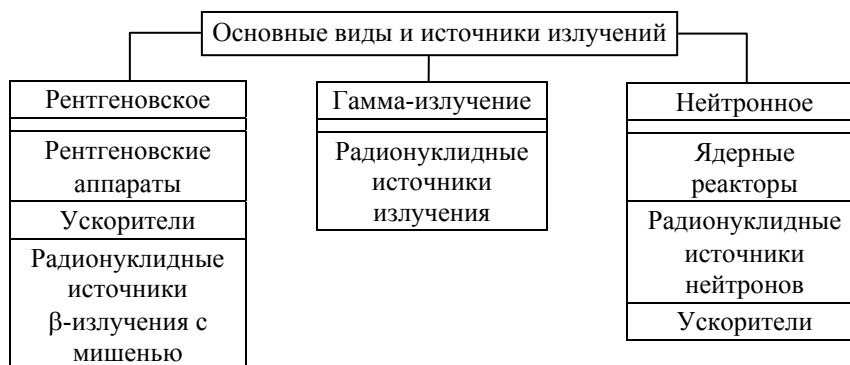 Основные виды и источники излучений
Рентгеновское
Рентгеновские
аппараты
Ускорители
Радионуклидные
источники
β-излучения с
мишенью
Гамма-излучение
Радионуклидные
источники
излучения
Нейтронное
Ядерные
реакторы
Радионуклидные
источники
нейтронов
Ускорители